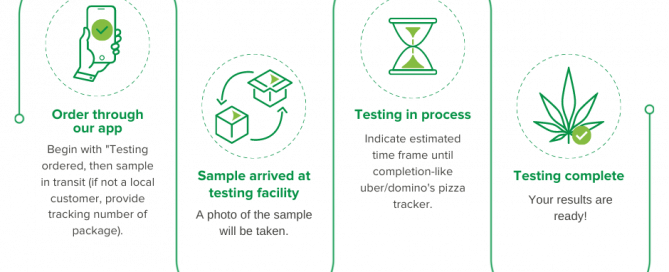 Order through
our app
Begin with "Testing
ordered, then sample
in transit (if not a local
customer, provide
tracking number of
package).
Sample arrived at
testing facility
A photo of the sample
will be taken.
Testing in process
Indicate estimated
time frame until
completion-like
uber/domino's pizza
tracker.
Testing complete
Your results are
ready!